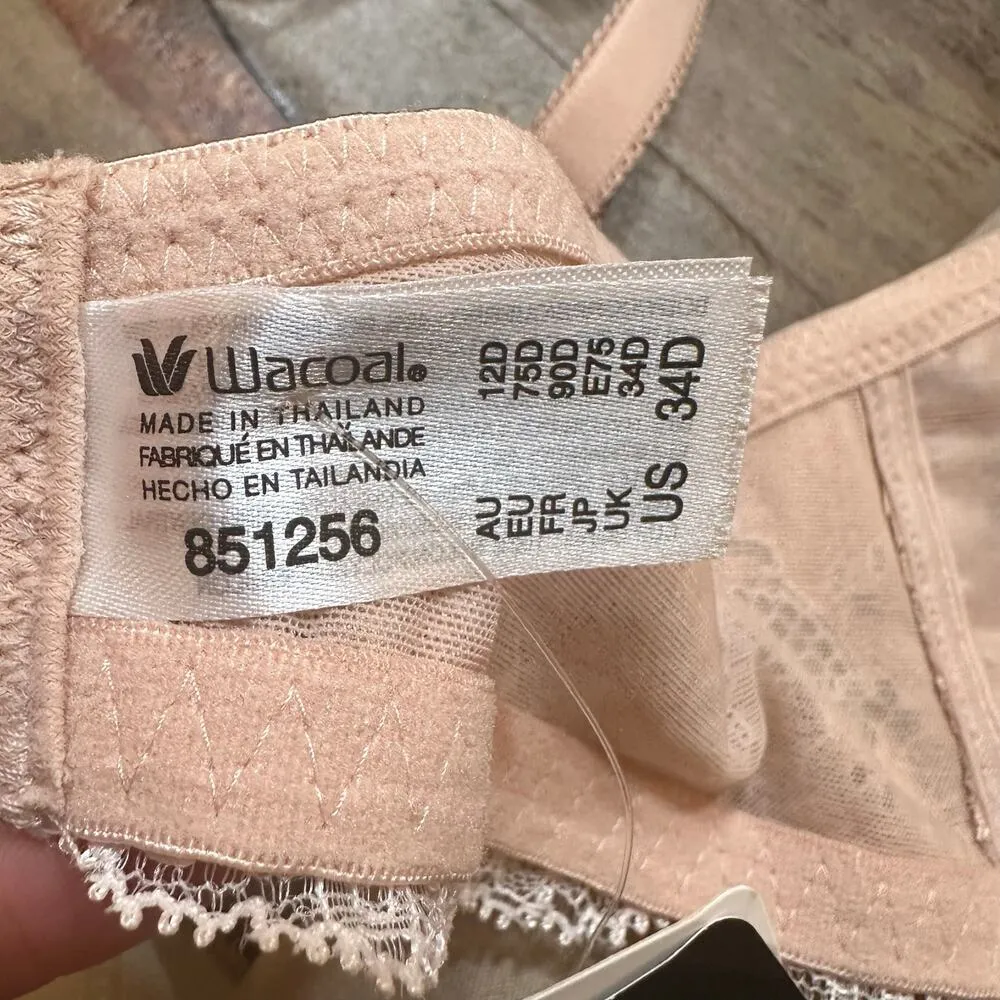 Wacoal®
MADE IN THAILAND
FABRIQUÉ EN THAÏLANDE
HECHO EN TAILANDIA
851256
AU 12D
EU 75D
FR 90D
JP E75
UK 34D
US 34D